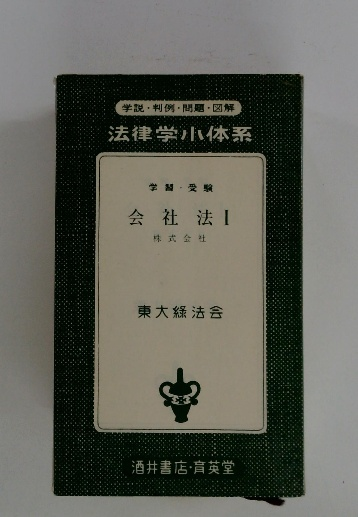 学説・判例・問題・図解
法律学小体系
学習・受験
会社法Ⅰ
株式会社
東大緑法会
酒井書店・育英堂